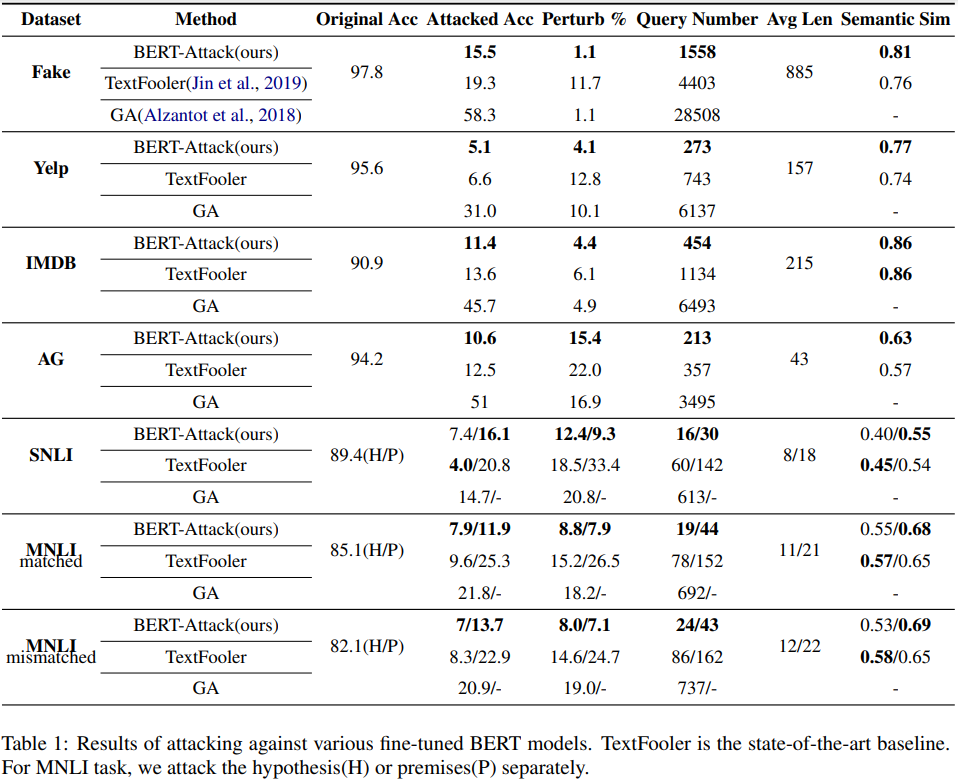 Dataset Method Original Acc Attacked Acc Perturb % Query Number Avg Len Semantic Sim
Fake BERT-Attack(ours) 97.8 15.5 1.1 1558 885 0.81
TextFooler(Jin et al., 2019) 19.3 11.7 4403 0.76
GA(Alzantot et al., 2018) 58.3 1.1 28508 -
Yelp BERT-Attack(ours) 95.6 5.1 4.1 273 157 0.77
TextFooler 6.6 12.8 743 0.74
GA 31.0 10.1 6137 -
IMDB BERT-Attack(ours) 90.9 11.4 4.4 454 215 0.86
TextFooler 13.6 6.1 1134 0.86
GA 45.7 4.9 6493 -
AG BERT-Attack(ours) 94.2 10.6 15.4 213 43 0.63
TextFooler 12.5 22.0 357 0.57
GA 51 16.9 3495 -
SNLI BERT-Attack(ours) 89.4(H/P) 7.4/16.1 12.4/9.3 16/30 8/18 0.40/0.55
TextFooler 4.0/20.8 18.5/33.4 60/142 0.45/0.54
GA 14.7/- 20.8/- 613/- -
MNLI BERT-Attack(ours) 85.1(H/P) 7.9/11.9 8.8/7.9 19/44 11/21 0.55/0.68
matched TextFooler 9.6/25.3 15.2/26.5 78/152 0.57/0.65
GA 21.8/- 18.2/- 692/- -
MNLI BERT-Attack(ours) 82.1(H/P) 7/13.7 8.0/7.1 24/43 12/22 0.53/0.69
mismatched TextFooler 8.3/22.9 14.6/24.7 86/162 0.58/0.65
GA 20.9/- 19.0/- 737/- -
Table 1: Results of attacking against various fine-tuned BERT models. TextFooler is the state-of-the-art baseline.
For MNLI task, we attack the hypothesis(H) or premises(P) separately.